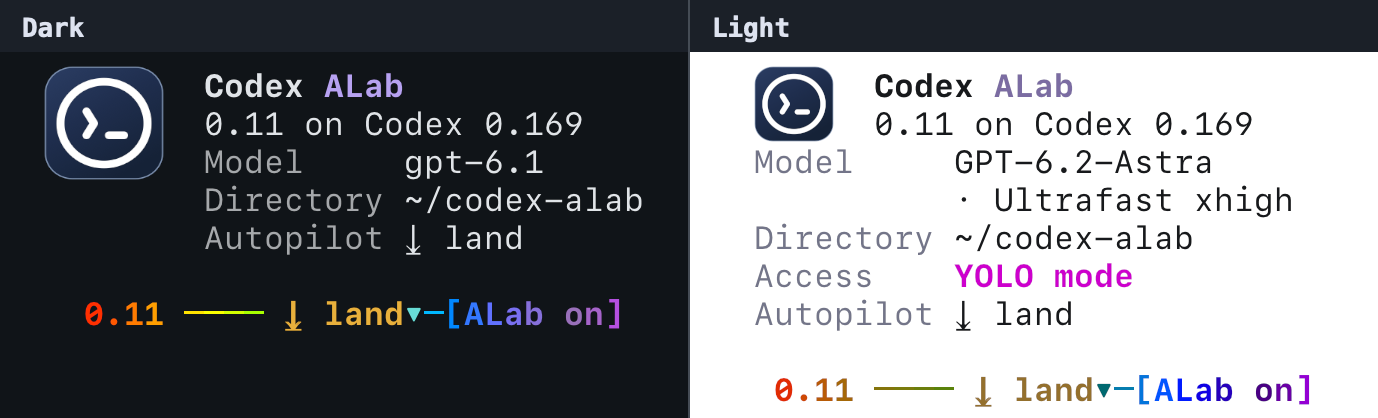 Dark
Codex ALab
0.11 on Codex 0.169
Model gpt-6.1
Directory ~/codex-alab
Autopilot ↓ land
0.11 ──── ↓ land▾─[ALab on]
Light
Codex ALab
0.11 on Codex 0.169
Model GPT-6.2-Astra
· Ultrafast xhigh
Directory ~/codex-alab
Access YOLO mode
Autopilot ↓ land
0.11 ──── ↓ land▾─[ALab on]